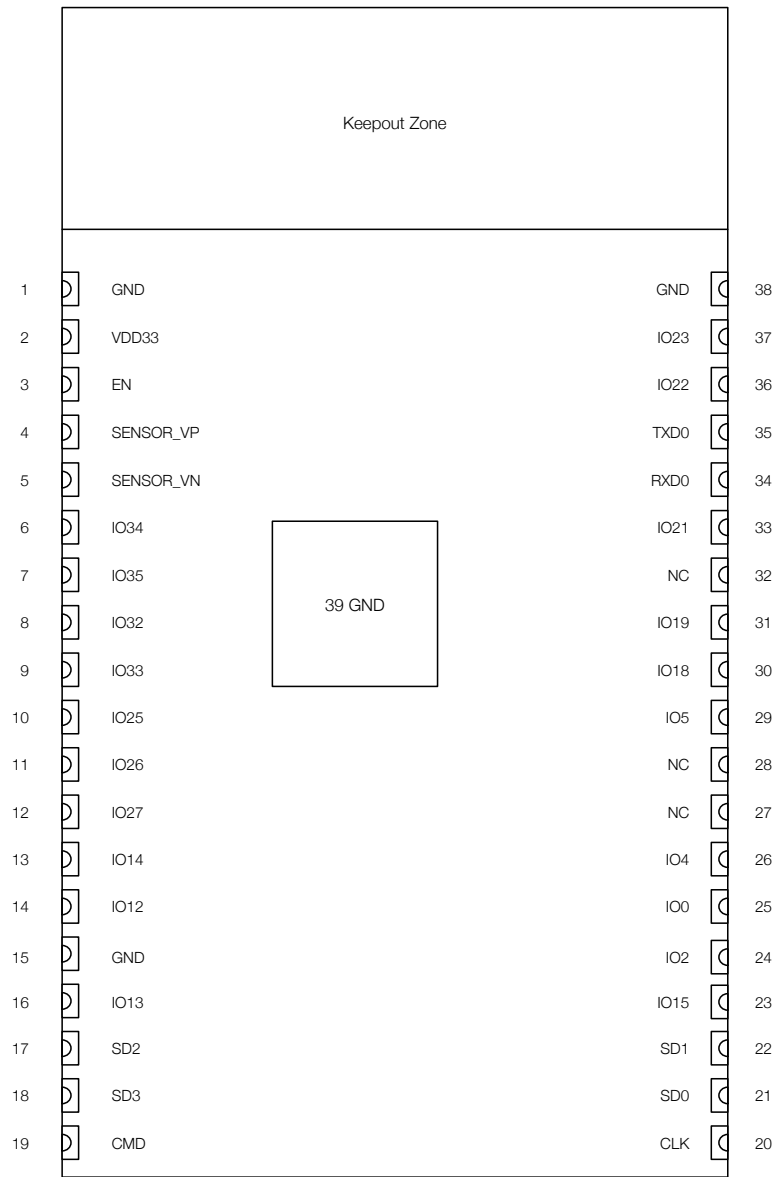 Keepout Zone
1 GND GND 38
2 VDD33 IO23 37
3 EN IO22 36
4 SENSOR_VP TXD0 35
5 SENSOR_VN RXD0 34
6 IO34 IO21 33
7 IO35 NC 32
39 GND
8 IO32 IO19 31
9 IO33 IO18 30
10 IO25 IO5 29
11 IO26 NC 28
12 IO27 NC 27
13 IO14 IO4 26
14 IO12 IO0 25
15 GND IO2 24
16 IO13 IO15 23
17 SD2 SD1 22
18 SD3 SD0 21
19 CMD CLK 20